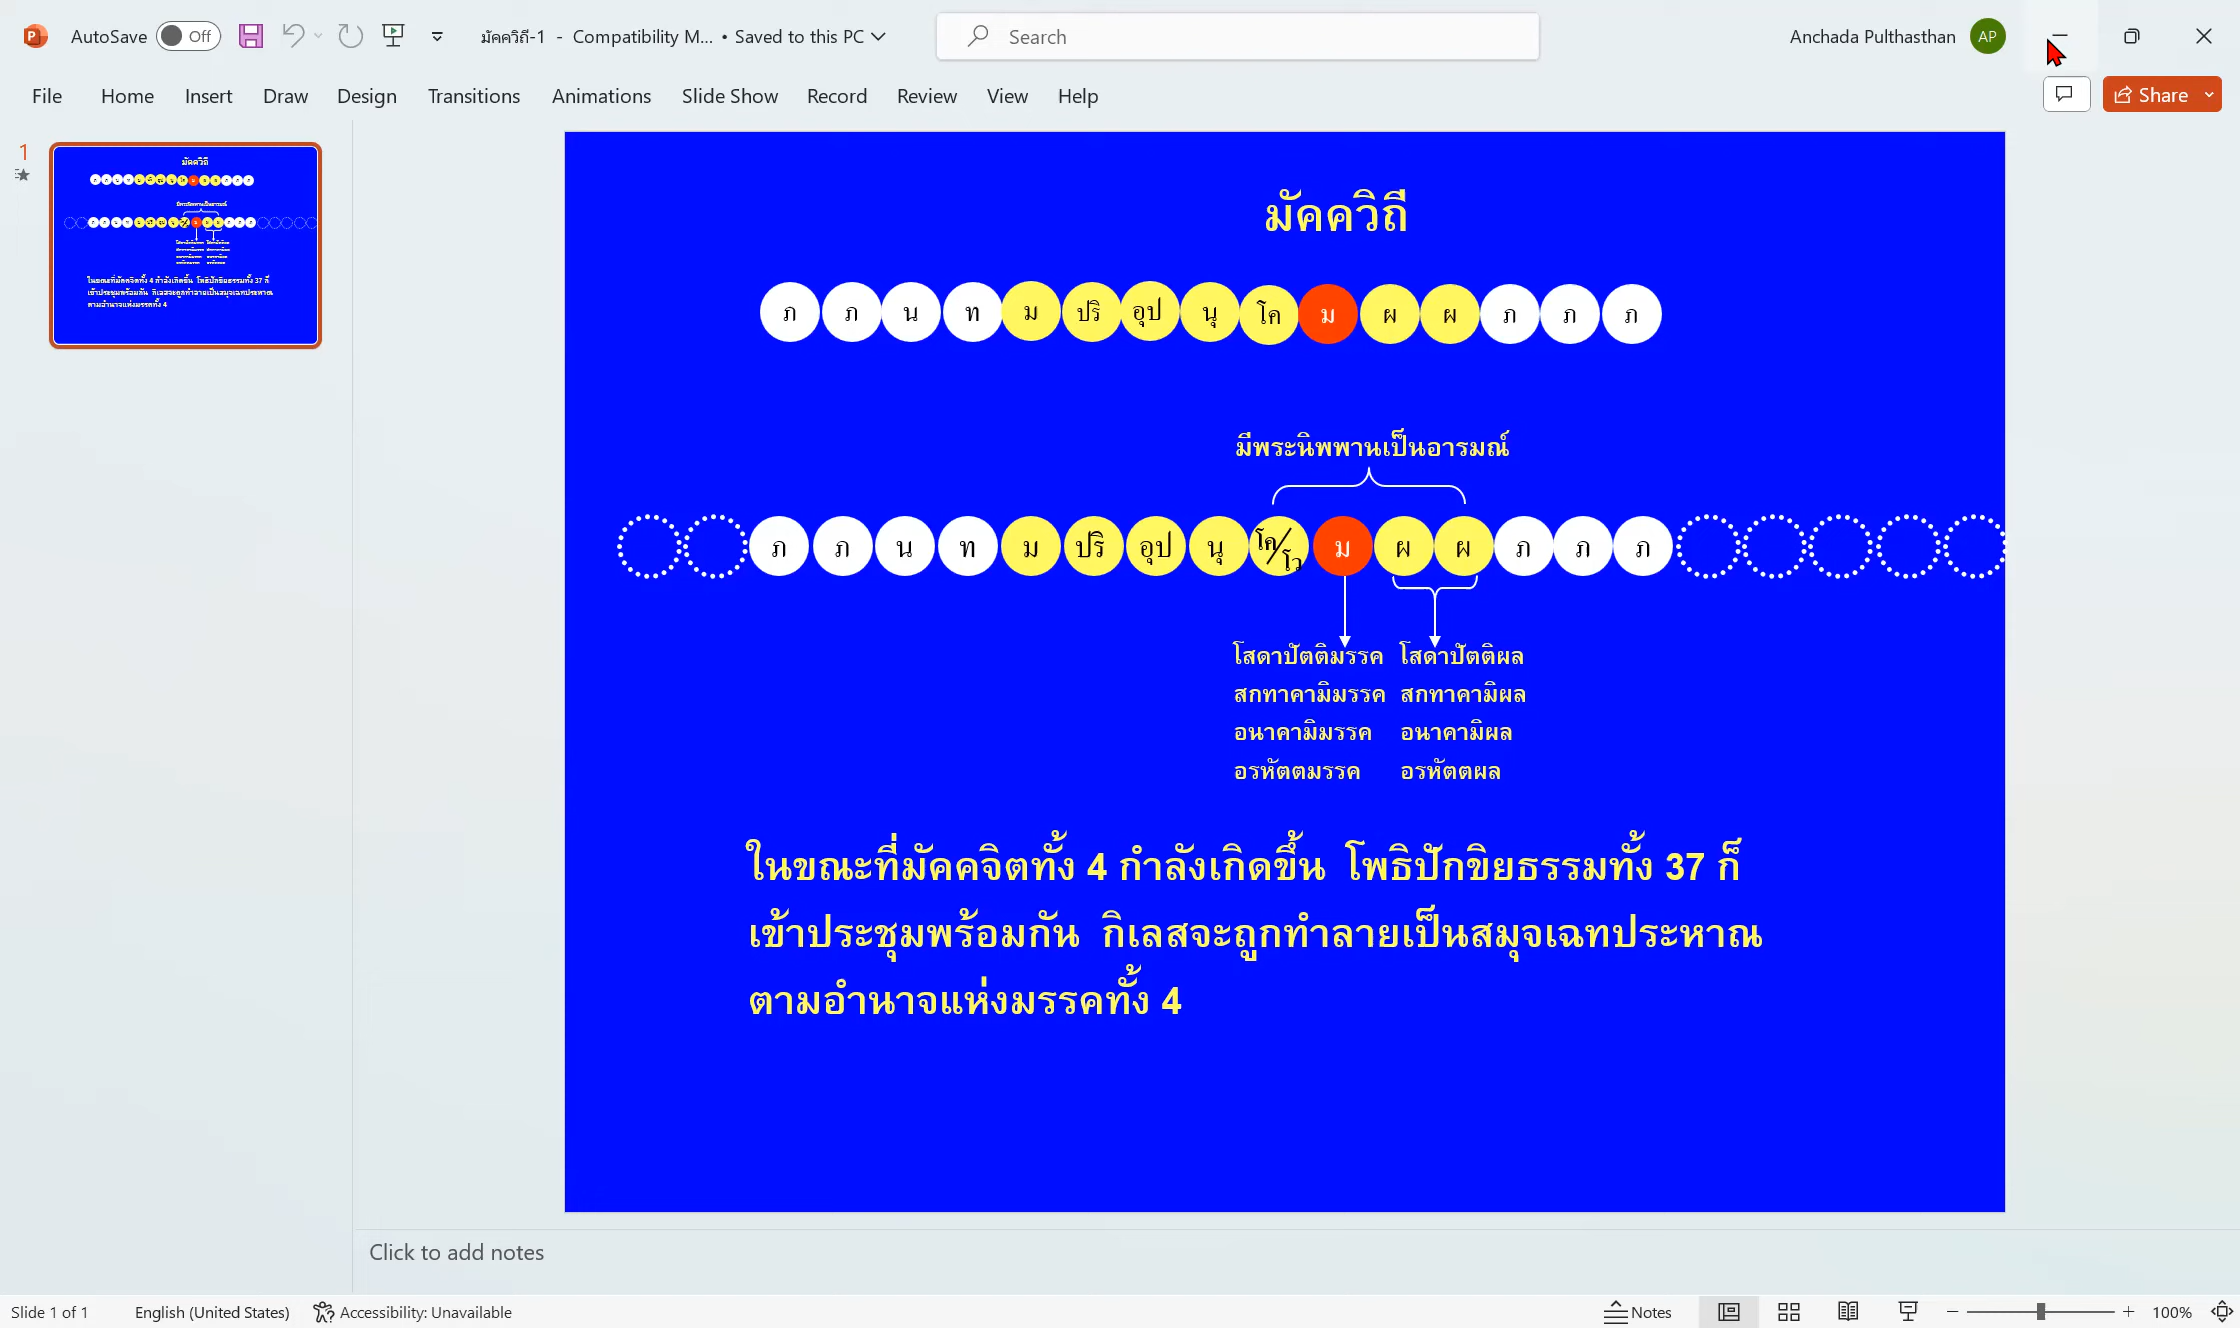 AutoSave Off มัคควิถี-1 - Compatibility M... • Saved to this PC Search Anchada Pulthasthan AP
File Home Insert Draw Design Transitions Animations Slide Show Record Review View Help Share
1
มัคควิถี
ภ ภ น ท ม ปริ อุป นุ โค ม ผ ผ ภ ภ ภ
มีพระนิพพานเป็นอารมณ์
ภ ภ น ท ม ปริ อุป นุ โค/โว ม ผ ผ ภ ภ ภ
โสดาปัตติมรรค โสดาปัตติผล
สกทาคามิมรรค สกทาคามิผล
อนาคามิมรรค อนาคามิผล
อรหัตตมรรค อรหัตตผล
ในขณะที่มัคคจิตทั้ง 4 กำลังเกิดขึ้น โพธิปักขิยธรรมทั้ง 37 ก็
เข้าประชุมพร้อมกัน กิเลสจะถูกทำลายเป็นสมุจเฉทประหาณ
ตามอำนาจแห่งมรรคทั้ง 4
Click to add notes
Slide 1 of 1 English (United States) Accessibility: Unavailable Notes 100%